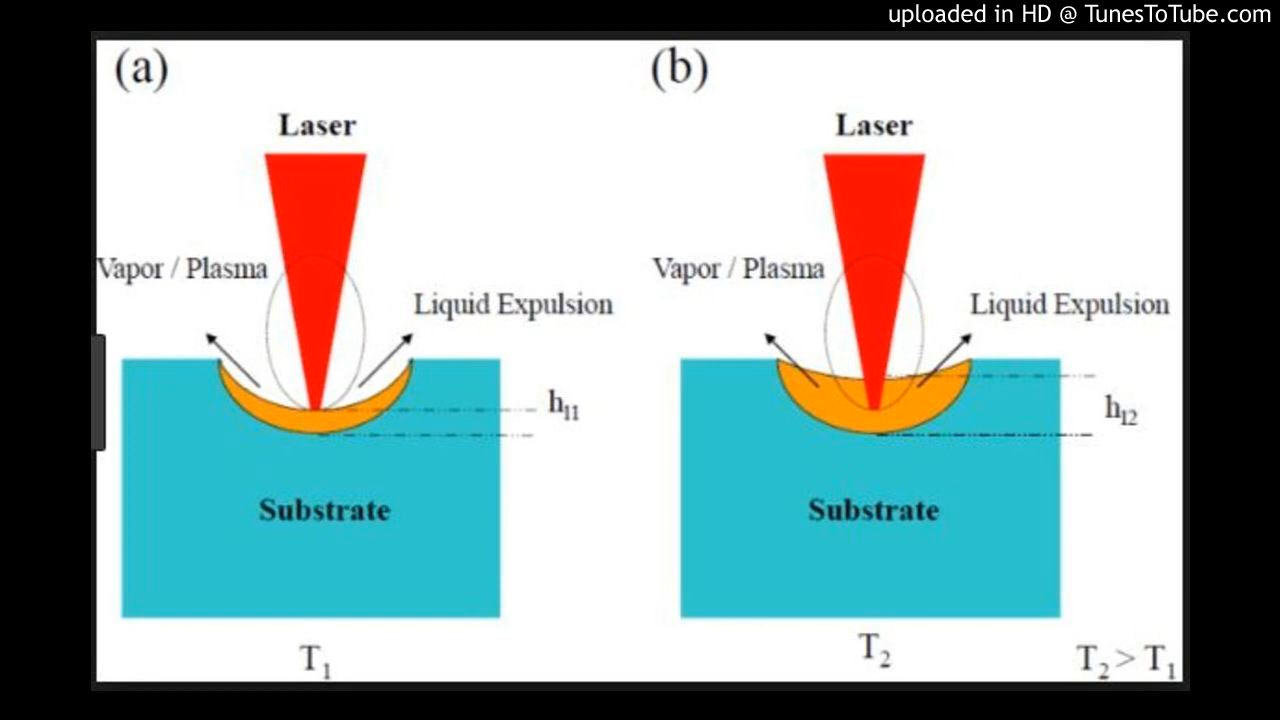 uploaded in HD @ TunesToTube.com
(a)
Laser
Vapor / Plasma
Liquid Expulsion
h₁₁
Substrate
T₁
(b)
Laser
Vapor / Plasma
Liquid Expulsion
h₁₂
Substrate
T₂
T₂ > T₁